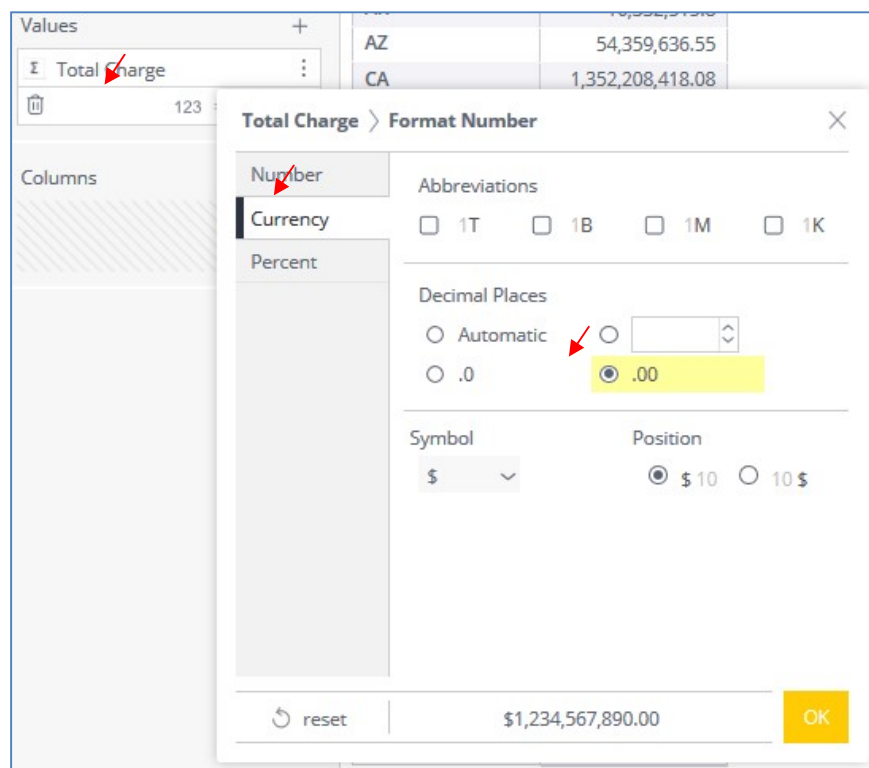 Values +
AZ 54,359,636.55
Σ Total Charge
CA 1,352,208,418.08
123
Total Charge > Format Number
Columns
Number
Currency
Percent
Abbreviations
1T 1B 1M 1K
Decimal Places
Automatic
.0 .00
Symbol Position
$ $ 10 10 $
reset $1,234,567,890.00 OK